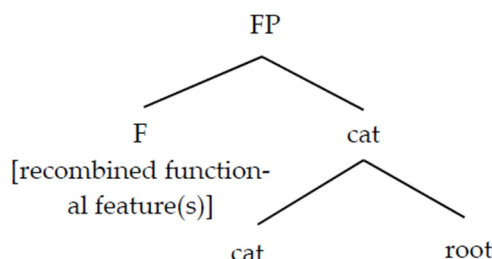 FP
F
cat
[recombined function-
al feature(s)]
cat
root